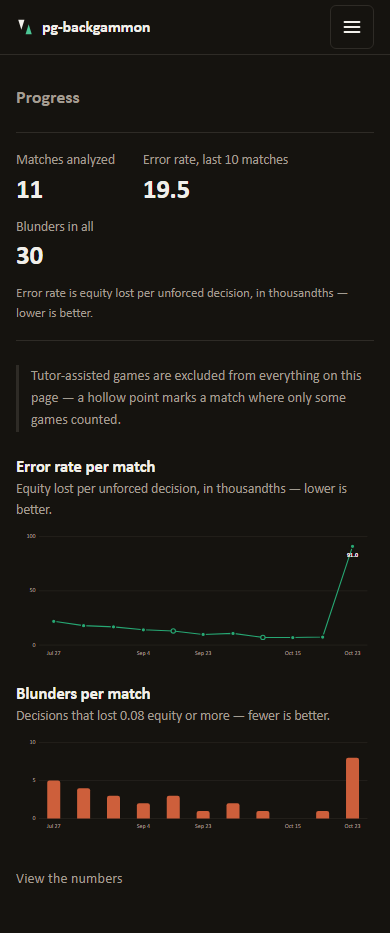 pg-backgammon
Progress
Matches analyzed
Error rate, last 10 matches
11
19.5
Blunders in all
30
Error rate is equity lost per unforced decision, in thousandths —
lower is better.
Tutor-assisted games are excluded from everything on this
page — a hollow point marks a match where only some
games counted.
Error rate per match
Equity lost per unforced decision, in thousandths — lower is
better.
100
91.0
50
0
Jul 27 Sep 4 Sep 23 Oct 15 Oct 23
Blunders per match
Decisions that lost 0.08 equity or more — fewer is better.
10
5
0
Jul 27 Sep 4 Sep 23 Oct 15 Oct 23
View the numbers